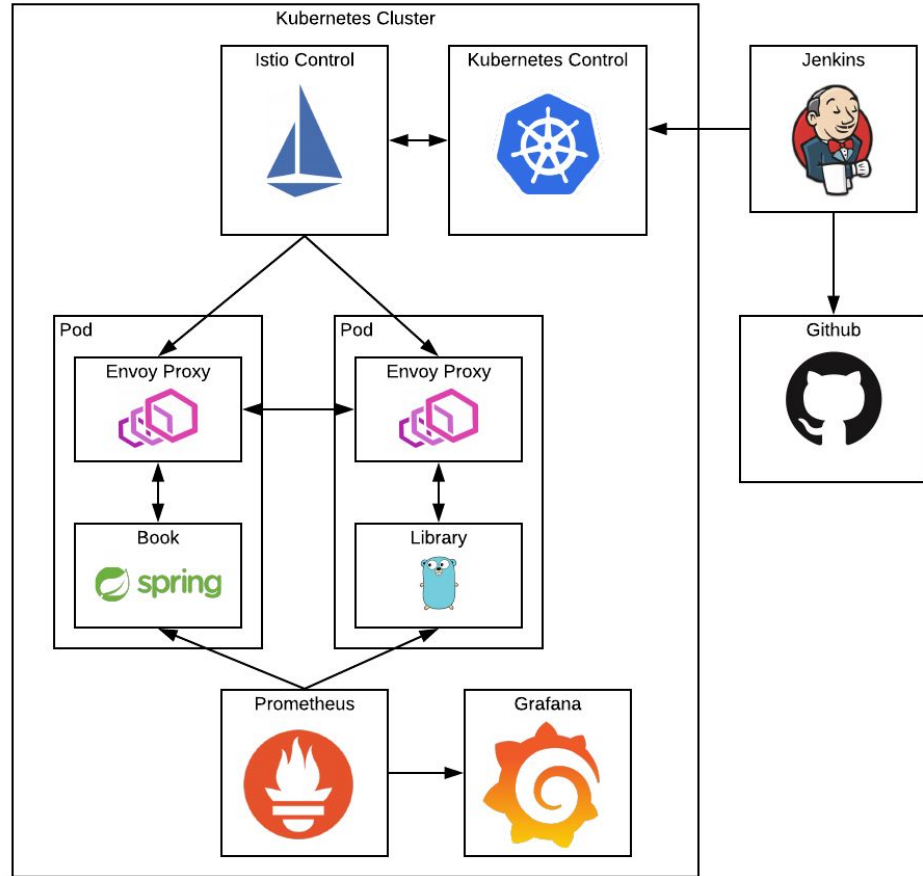 Kubernetes Cluster
Istio Control
Kubernetes Control
Jenkins
Pod
Pod
Github
Envoy Proxy
Envoy Proxy
Book
Library
spring
Prometheus
Grafana